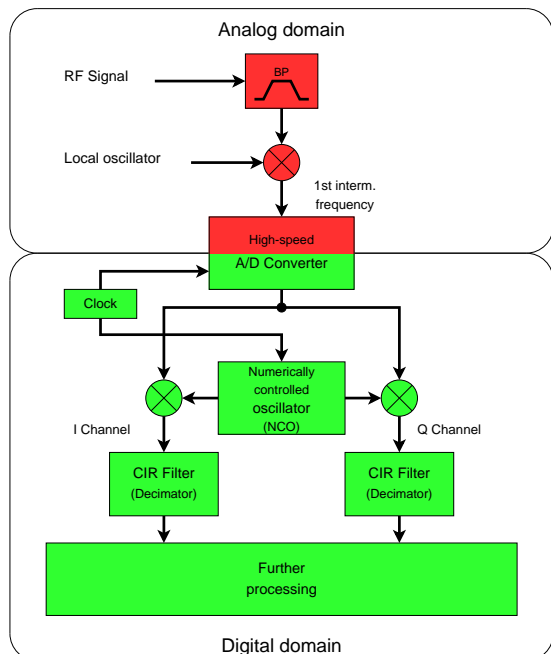 Analog domain
RF Signal
BP
Local oscillator
1st interm.
frequency
High-speed
A/D Converter
Clock
Numerically
controlled
oscillator
(NCO)
I Channel
Q Channel
CIR Filter
(Decimator)
CIR Filter
(Decimator)
Further
processing
Digital domain